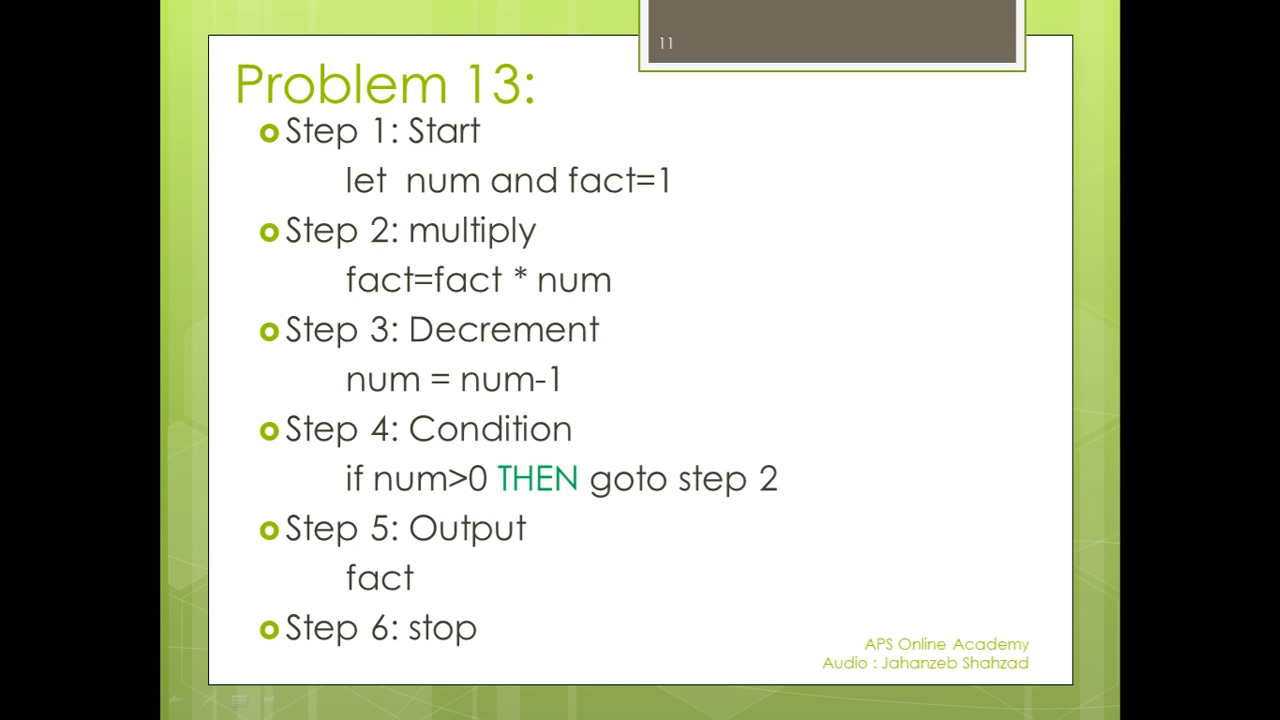 11
Problem 13:
Step 1: Start
let num and fact=1
Step 2: multiply
fact=fact * num
Step 3: Decrement
num = num-1
Step 4: Condition
if num>0 THEN goto step 2
Step 5: Output
fact
Step 6: stop
APS Online Academy
Audio : Jahanzeb Shahzad